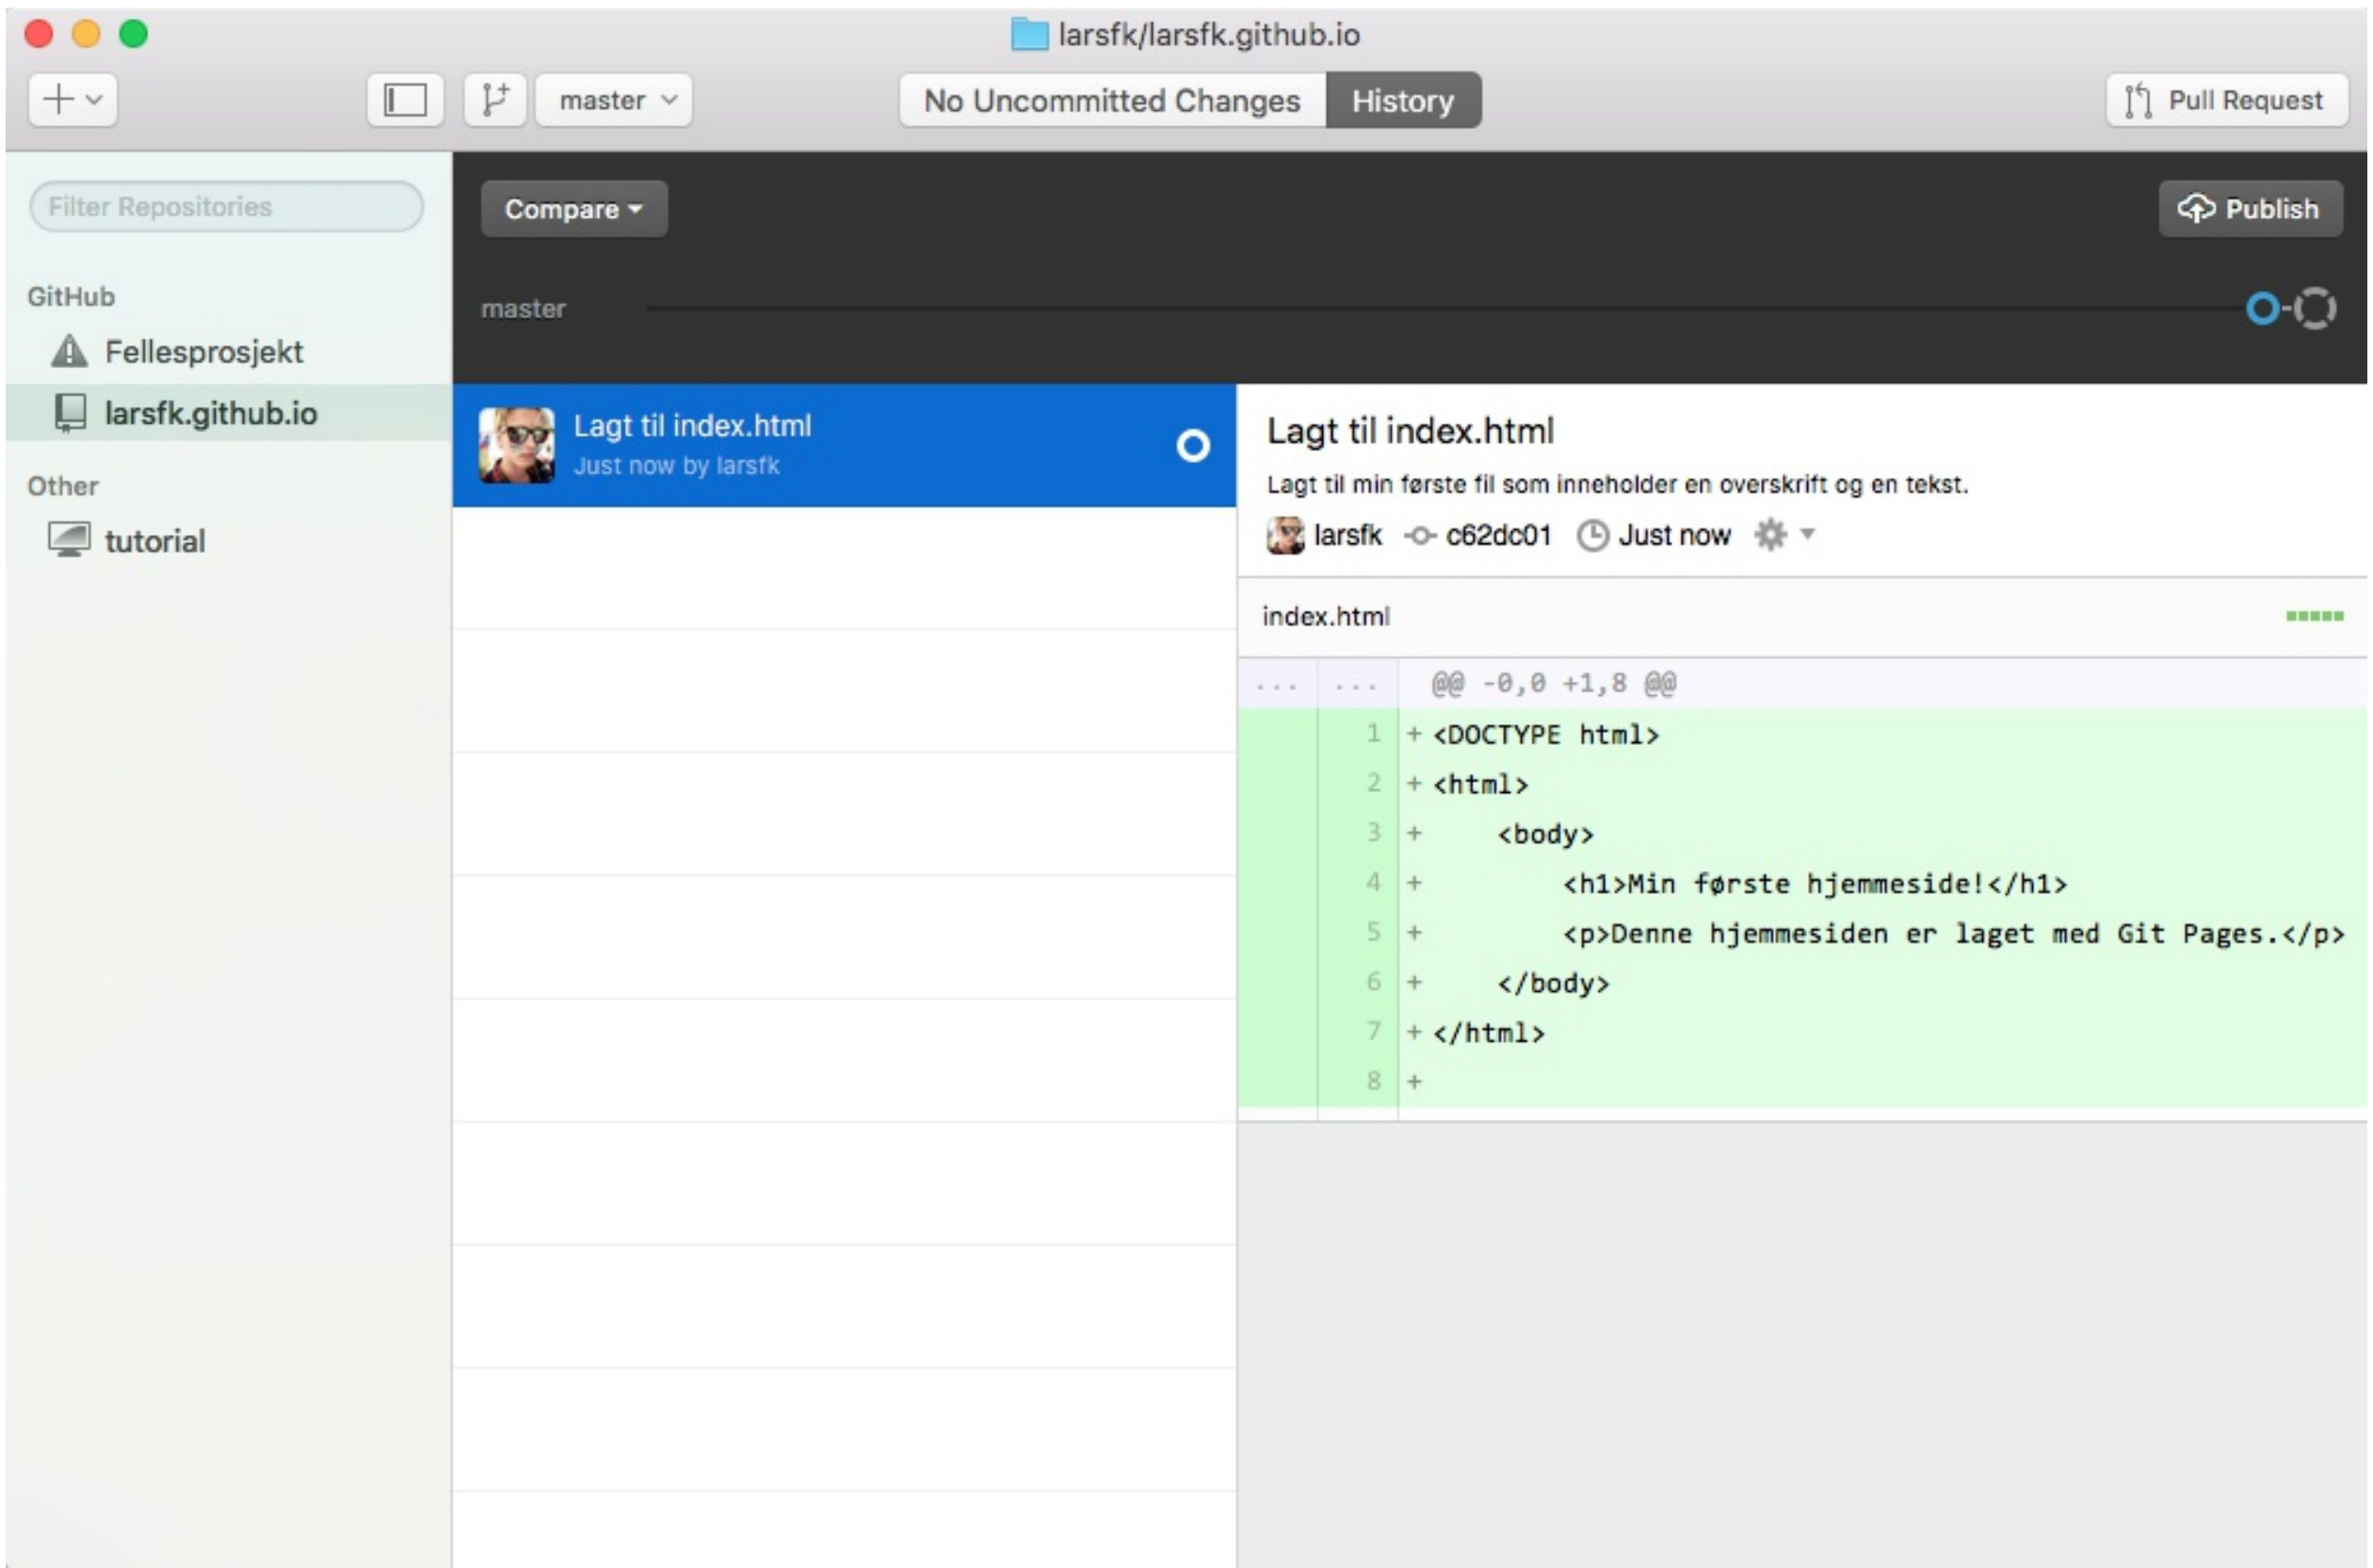 larsfk/larsfk.github.io
master
No Uncommitted Changes
History
Pull Request
Filter Repositories
GitHub
Fellesprosjekt
larsfk.github.io
Other
tutorial
Compare
Publish
master
Lagt til index.html
Just now by larsfk
Lagt til index.html
Lagt til min første fil som inneholder en overskrift og en tekst.
larsfk c62dc01 Just now
index.html
... ... @@ -0,0 +1,8 @@
1 + <DOCTYPE html>
2 + <html>
3 +     <body>
4 +         <h1>Min første hjemmeside!</h1>
5 +         <p>Denne hjemmesiden er laget med Git Pages.</p>
6 +     </body>
7 + </html>
8 +